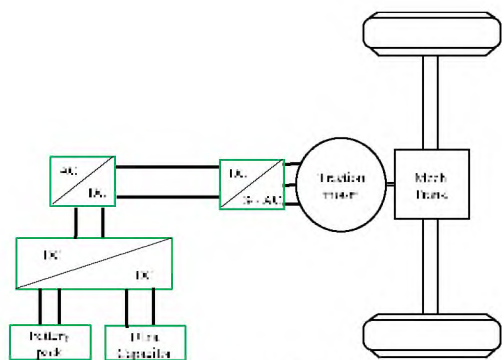 AC
DC
DC
3 - AC
Traction
motor
Mech
Trans.
DC
DC
Battery
pack
Ultra
Capacitor